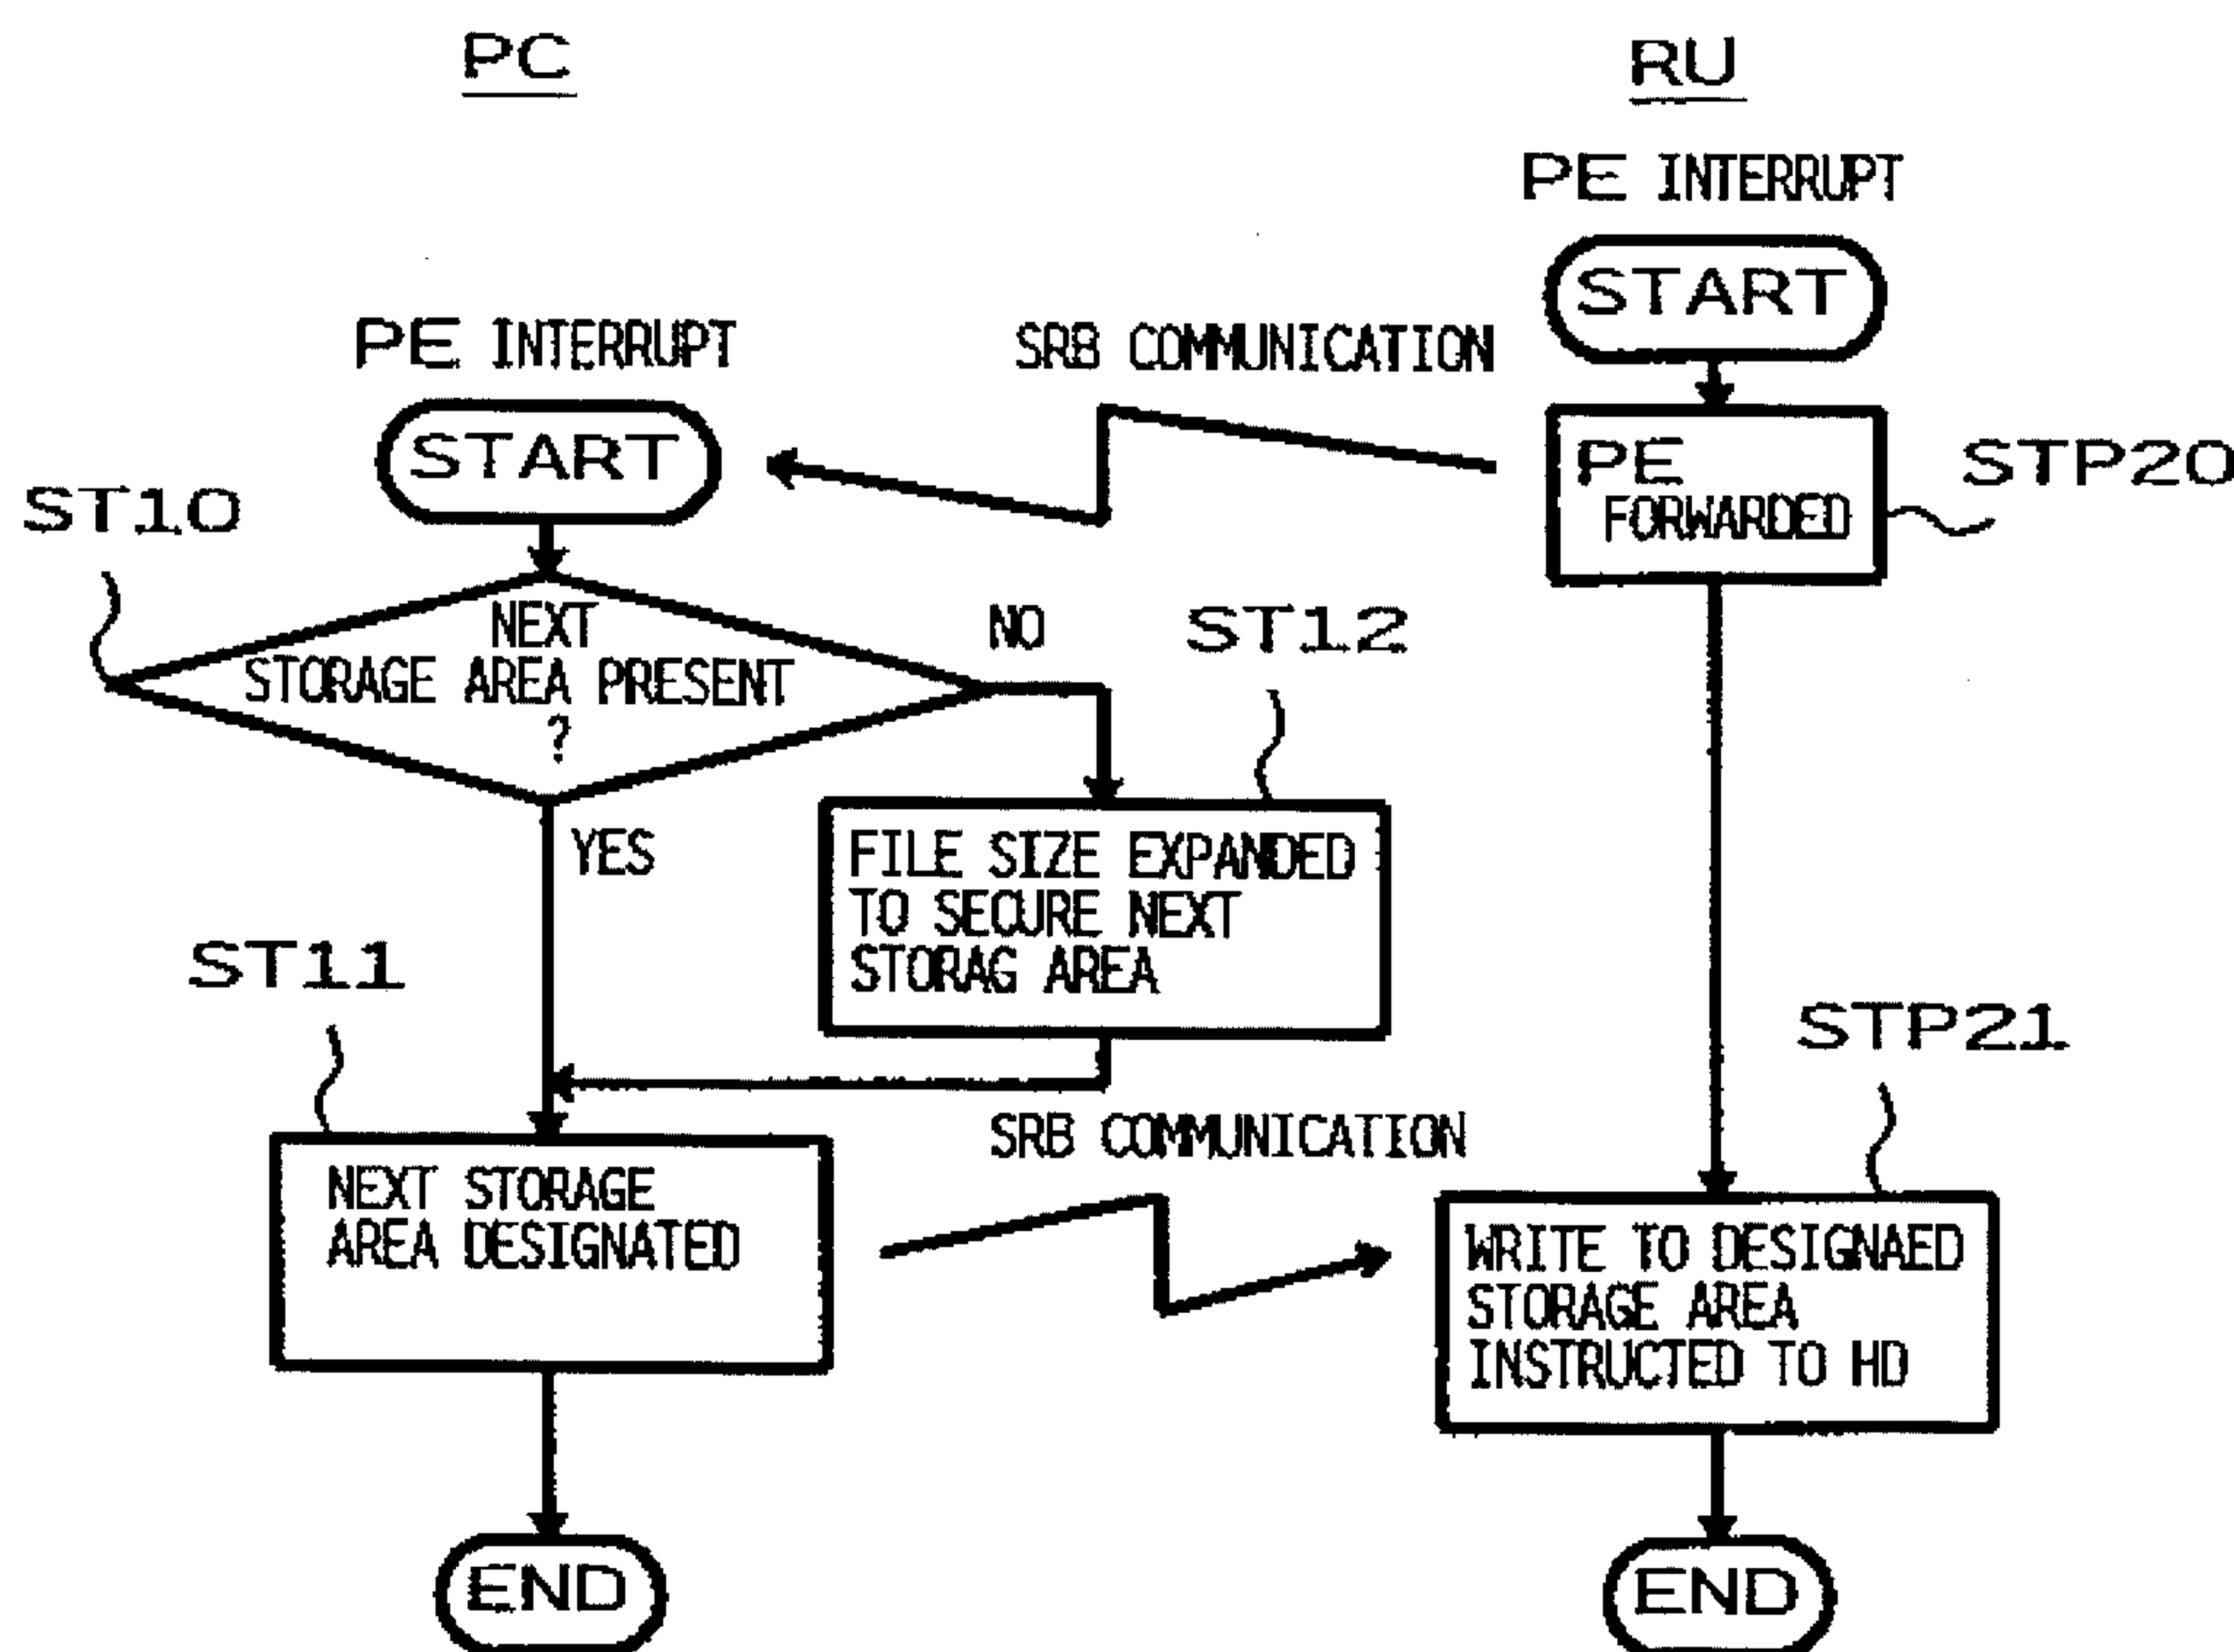 PC
RU
PE INTERRUPT
START
PE INTERRUPT
SRB COMMUNICATION
START
PE
FORWARDED
STP20
ST10
NEXT
STORAGE AREA PRESENT
?
NO
ST12
YES
FILE SIZE EXPANDED
TO SECURE NEXT
STORAG AREA
ST11
STP21
SRB COMMUNICATION
NEXT STORAGE
AREA DESIGNATED
WRITE TO DESIGNAED
STORAGE AREA
INSTRUCTED TO HD
END
END